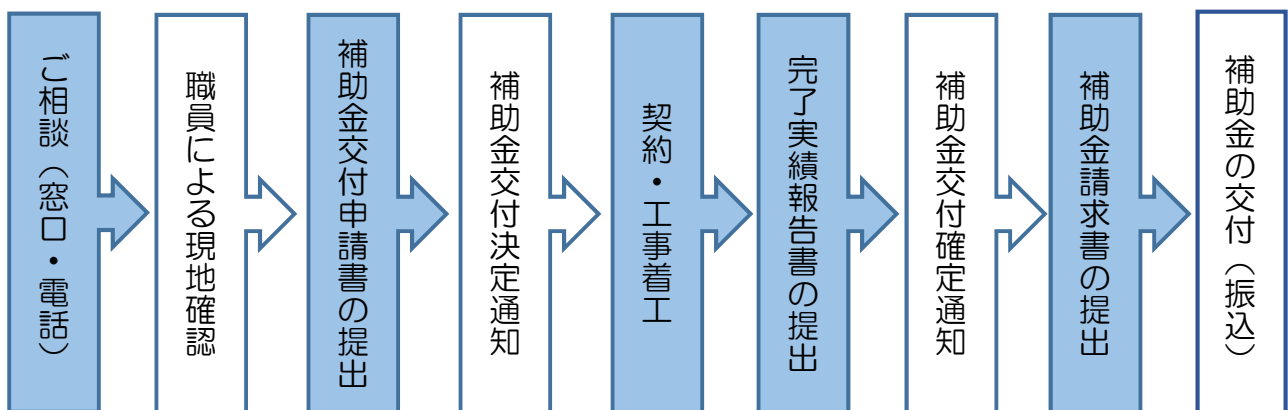 ご相談（窓口・電話）
職員による現地確認
補助金交付申請書の提出
補助金交付決定通知
契約・工事着工
完了実績報告書の提出
補助金交付確定通知
補助金請求書の提出
補助金の交付（振込）